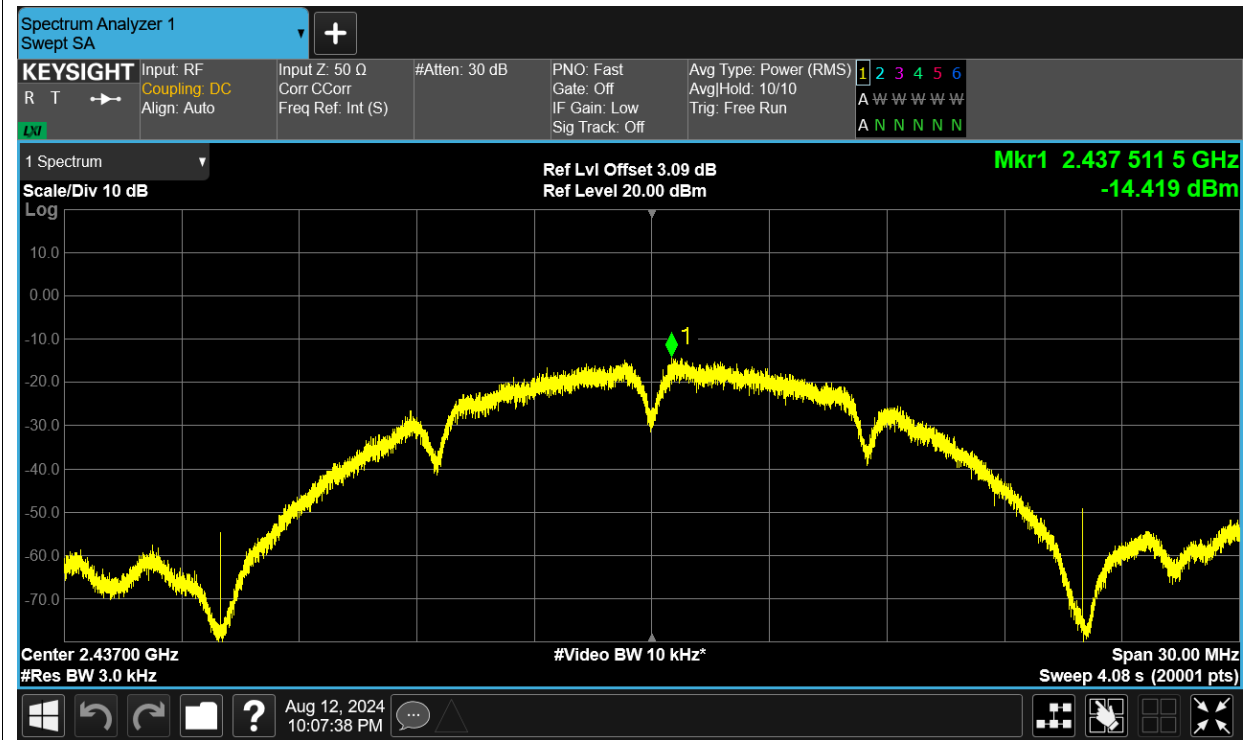 Spectrum Analyzer 1
Swept SA
KEYSIGHT
R T
LXI
Input: RF
Coupling: DC
Align: Auto
Input Z: 50 Ω
Corr CCorr
Freq Ref: Int (S)
#Atten: 30 dB
PNO: Fast
Gate: Off
IF Gain: Low
Sig Track: Off
Avg Type: Power (RMS)
Avg|Hold: 10/10
Trig: Free Run
1 2 3 4 5 6
A W W W W W
A N N N N N
1 Spectrum
Scale/Div 10 dB
Log
Ref Lvl Offset 3.09 dB
Ref Level 20.00 dBm
Mkr1 2.437 511 5 GHz
-14.419 dBm
10.0
0.00
-10.0
-20.0
-30.0
-40.0
-50.0
-60.0
-70.0
1
Center 2.43700 GHz
#Res BW 3.0 kHz
#Video BW 10 kHz*
Span 30.00 MHz
Sweep 4.08 s (20001 pts)
?
Aug 12, 2024
10:07:38 PM